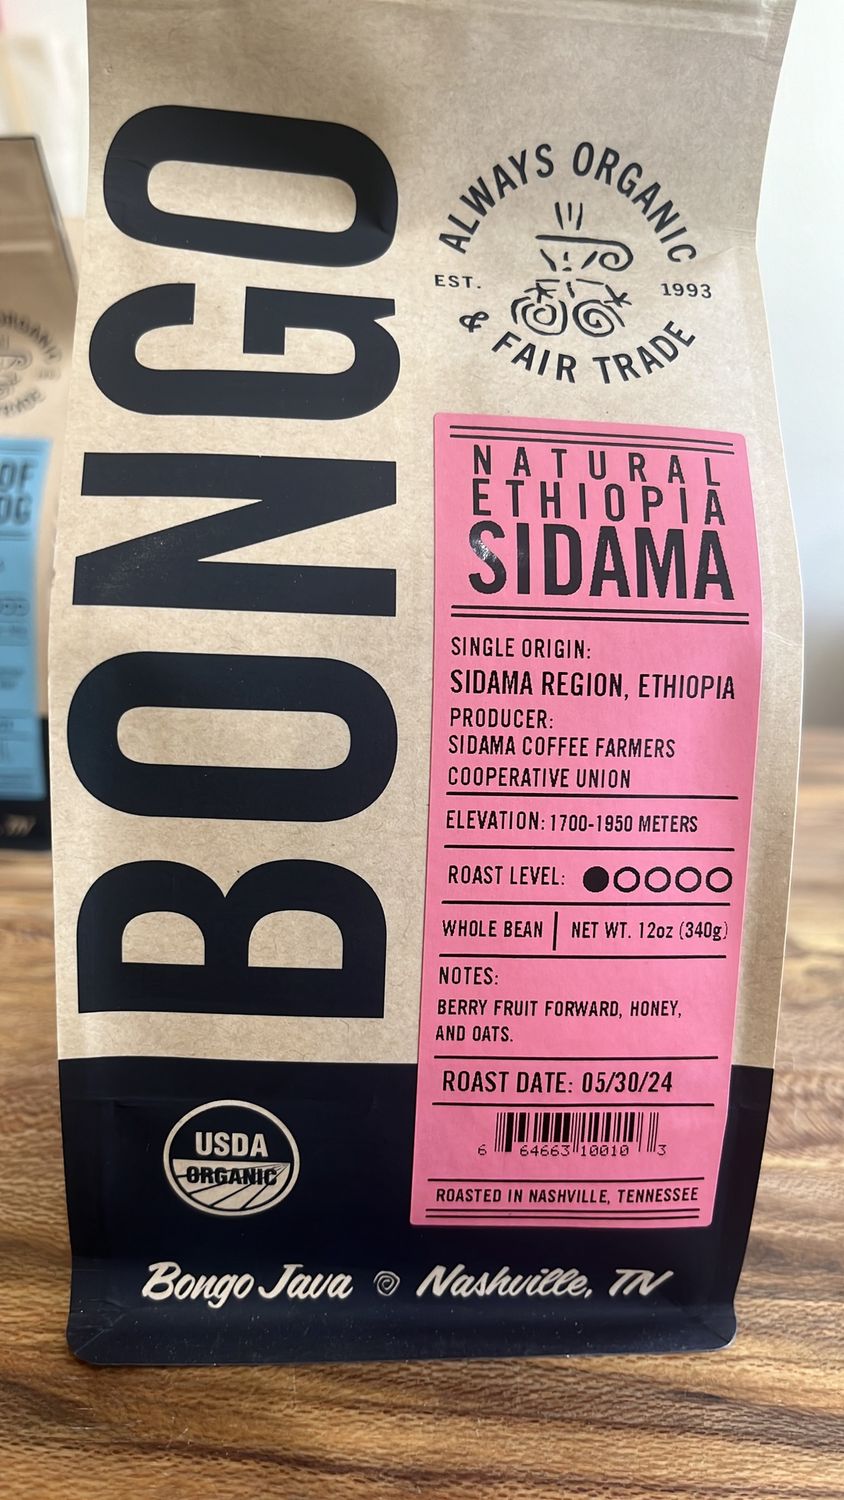 BONGO
ALWAYS ORGANIC
EST. 1993
& FAIR TRADE
NATURAL
ETHIOPIA
SIDAMA
SINGLE ORIGIN:
SIDAMA REGION, ETHIOPIA
PRODUCER:
SIDAMA COFFEE FARMERS
COOPERATIVE UNION
ELEVATION: 1700-1950 METERS
ROAST LEVEL:
WHOLE BEAN | NET WT. 12oz (340g)
NOTES:
BERRY FRUIT FORWARD, HONEY,
AND OATS.
ROAST DATE: 05/30/24
6 64663 10010 3
ROASTED IN NASHVILLE, TENNESSEE
USDA
ORGANIC
Bongo Java Nashville, TN
ORGANIC
OF